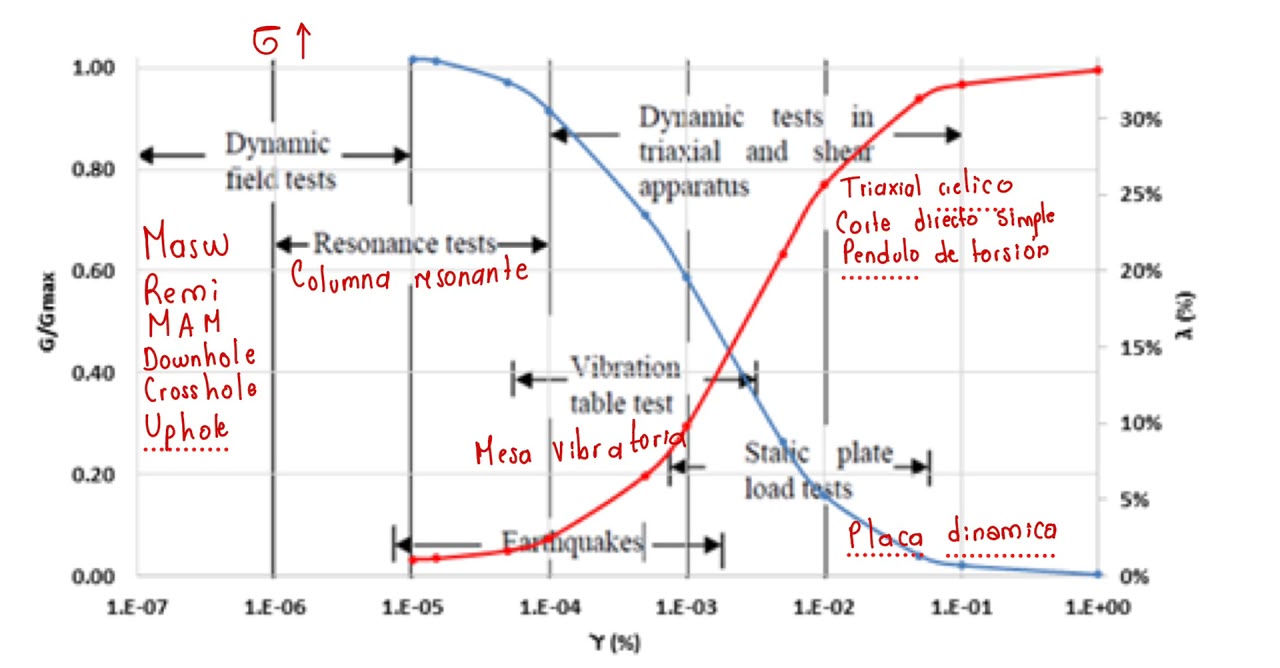 G ↑
1.00
0.80
0.60
0.40
0.20
0.00
G/Gmax
30%
25%
20%
15%
10%
5%
0%
λ (%)
Dynamic
field tests
Dynamic tests in
triaxial and shear
apparatus
Resonance tests
Columna resonante
Masw
Remi
MAM
Downhole
Crosshole
Uphole
Triaxial ciclico
Corte directo simple
Pendulo de torsión
Vibration
table test
Mesa vibratoria
Static plate
load tests
Placa dinamica
Earthquakes
1.E-07 1.E-06 1.E-05 1.E-04 1.E-03 1.E-02 1.E-01 1.E+00
ϒ (%)